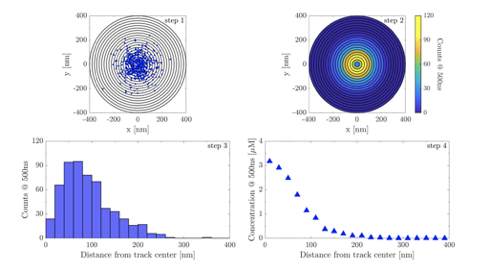 step 1
400
200
0
-200
-400
y [nm]
-400 -200 0 200 400
x [nm]
step 2
400
200
0
-200
-400
y [nm]
-400 -200 0 200 400
x [nm]
120
90
60
30
0
Counts @ 500ns
step 3
120
90
60
30
0
Counts @ 500ns
0 100 200 300 400
Distance from track center [nm]
step 4
4
3
2
1
0
Concentration @ 500ns [μM]
0 100 200 300 400
Distance from track center [nm]